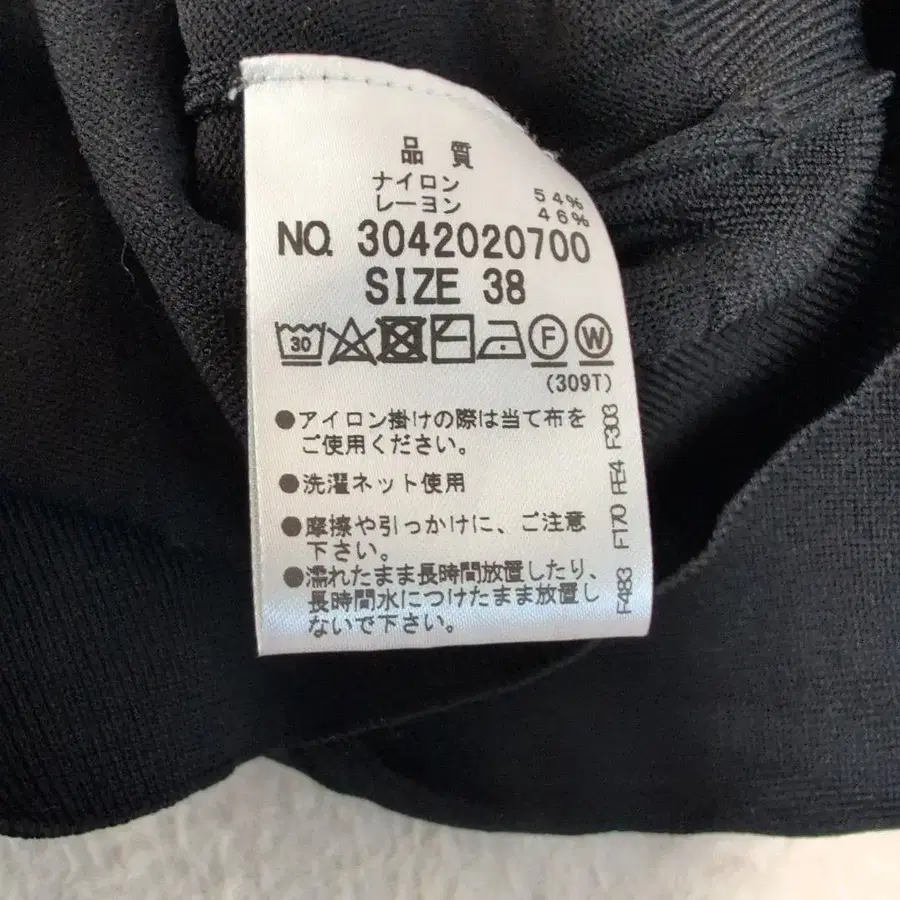 品質
ナイロン 54%
レーヨン 46%
NO. 3042020700
SIZE 38
30 F W
(309T)
●アイロン掛けの際は当て布を
ご使用ください。
●洗濯ネット使用
●摩擦や引っかけに、ご注意
下さい。
●濡れたまま長時間放置したり、
長時間水につけたまま放置し
ないで下さい。
F483 F170 FE4 F303